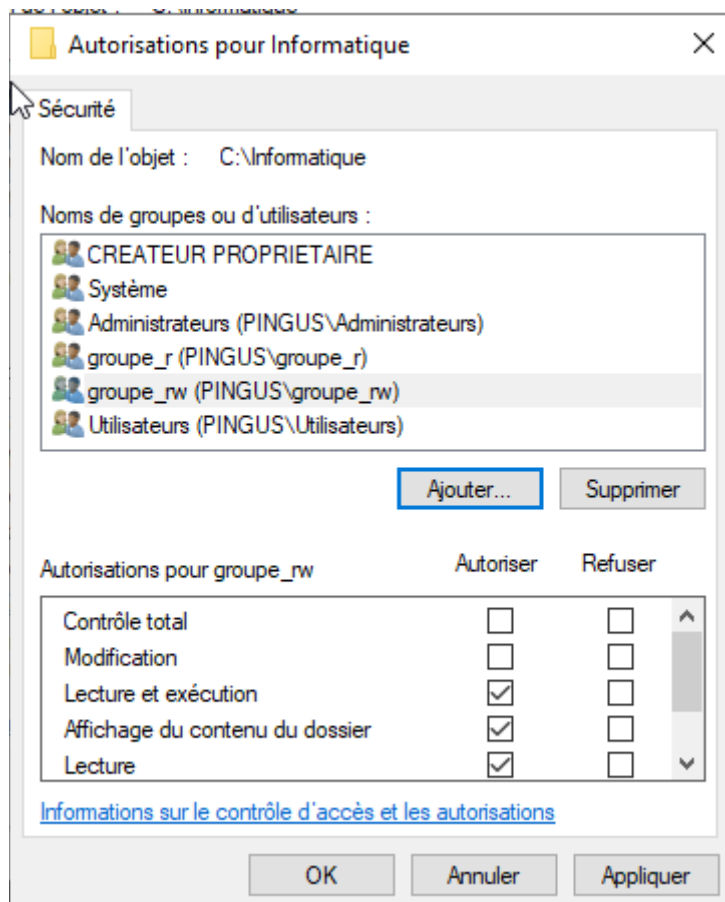 Autorisations pour Informatique
Sécurité
Nom de l'objet : C:\Informatique
Noms de groupes ou d'utilisateurs :
CREATEUR PROPRIETAIRE
Système
Administrateurs (PINGUS\Administrateurs)
groupe_r (PINGUS\groupe_r)
groupe_rw (PINGUS\groupe_rw)
Utilisateurs (PINGUS\Utilisateurs)
Ajouter... Supprimer
Autorisations pour groupe_rw Autoriser Refuser
Contrôle total
Modification
Lecture et exécution
Affichage du contenu du dossier
Lecture
Informations sur le contrôle d'accès et les autorisations
OK Annuler Appliquer